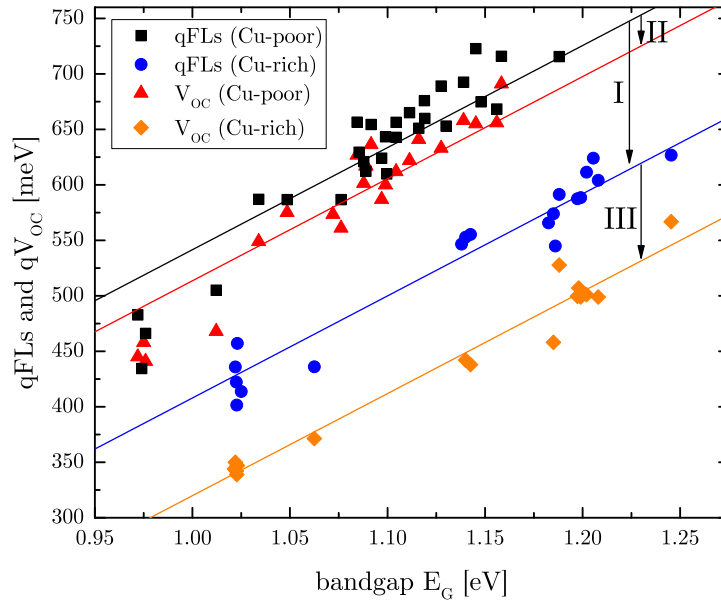 qFLs (Cu-poor)
qFLs (Cu-rich)
V_OC (Cu-poor)
V_OC (Cu-rich)
II
I
III
750
700
650
600
550
500
450
400
350
300
qFLs and qV_OC [meV]
0.95 1.00 1.05 1.10 1.15 1.20 1.25
bandgap E_G [eV]